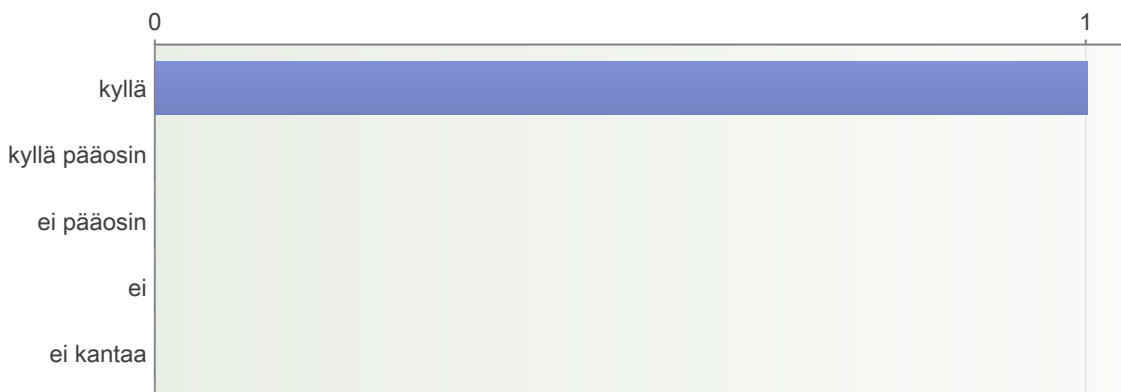 0 1
kyllä
kyllä pääosin
ei pääosin
ei
ei kantaa